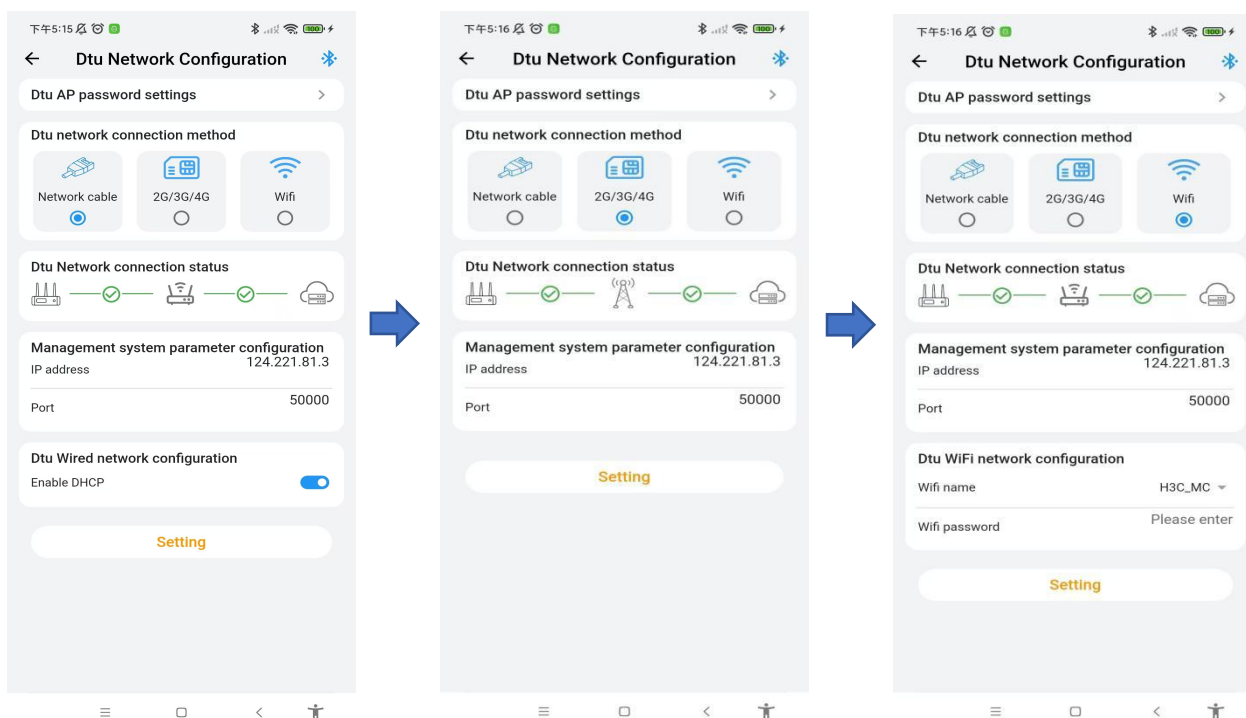 下午5:15
100
Dtu Network Configuration
Dtu AP password settings
Dtu network connection method
Network cable
2G/3G/4G
Wifi
Dtu Network connection status
Management system parameter configuration
124.221.81.3
IP address
50000
Port
Dtu Wired network configuration
Enable DHCP
Setting
下午5:16
100
Dtu Network Configuration
Dtu AP password settings
Dtu network connection method
Network cable
2G/3G/4G
Wifi
Dtu Network connection status
Management system parameter configuration
124.221.81.3
IP address
50000
Port
Setting
下午5:16
100
Dtu Network Configuration
Dtu AP password settings
Dtu network connection method
Network cable
2G/3G/4G
Wifi
Dtu Network connection status
Management system parameter configuration
124.221.81.3
IP address
50000
Port
Dtu WiFi network configuration
Wifi name
H3C_MC
Please enter
Wifi password
Setting